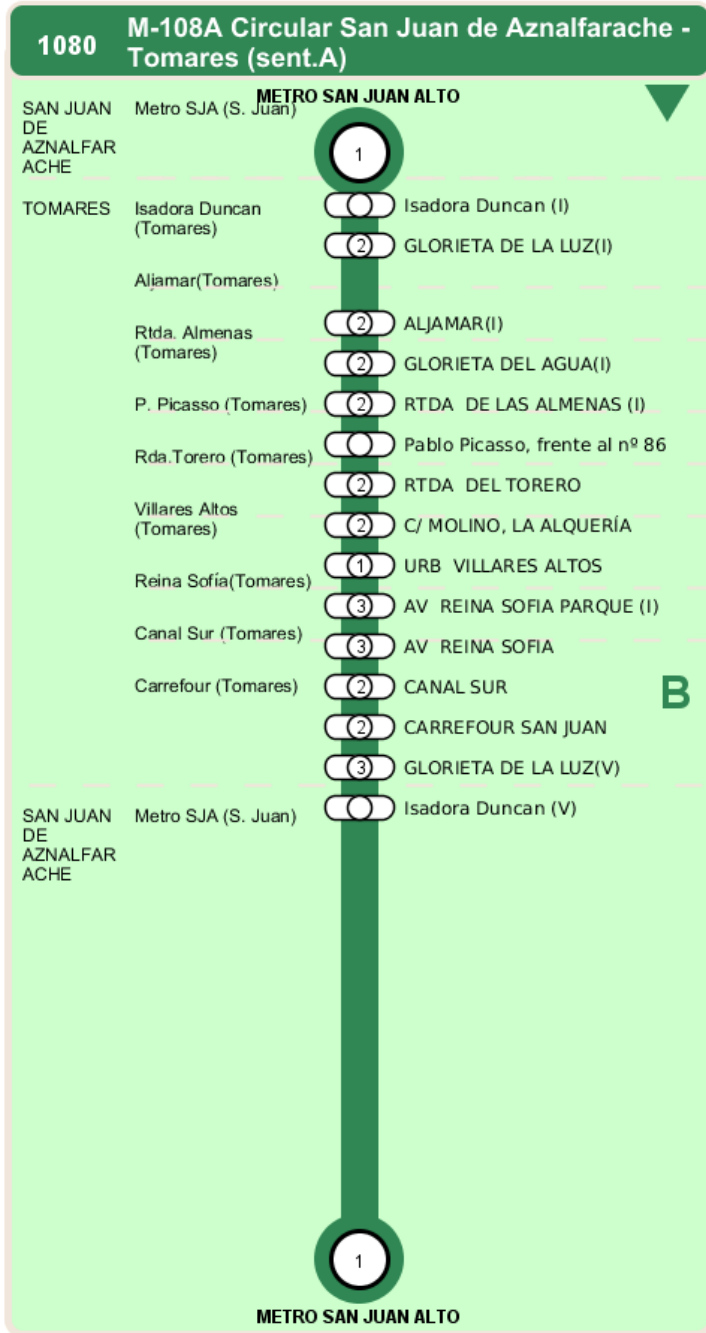 1080
M-108A Circular San Juan de Aznalfarache -
Tomares (sent.A)
METRO SAN JUAN ALTO
SAN JUAN
DE
AZNALFAR
ACHE
Metro SJA (S. Juan)
1
TOMARES
Isadora Duncan
(Tomares)
Isadora Duncan (I)
2 GLORIETA DE LA LUZ(I)
Aljamar(Tomares)
2 ALJAMAR(I)
Rtda. Almenas
(Tomares)
2 GLORIETA DEL AGUA(I)
P. Picasso (Tomares)
2 RTDA DE LAS ALMENAS (I)
Pablo Picasso, frente al nº 86
Rda.Torero (Tomares)
2 RTDA DEL TORERO
Villares Altos
(Tomares)
2 C/ MOLINO, LA ALQUERÍA
1 URB VILLARES ALTOS
Reina Sofía(Tomares)
3 AV REINA SOFIA PARQUE (I)
Canal Sur (Tomares)
3 AV REINA SOFIA
Carrefour (Tomares)
2 CANAL SUR
B
2 CARREFOUR SAN JUAN
3 GLORIETA DE LA LUZ(V)
SAN JUAN
DE
AZNALFAR
ACHE
Metro SJA (S. Juan)
Isadora Duncan (V)
1
METRO SAN JUAN ALTO